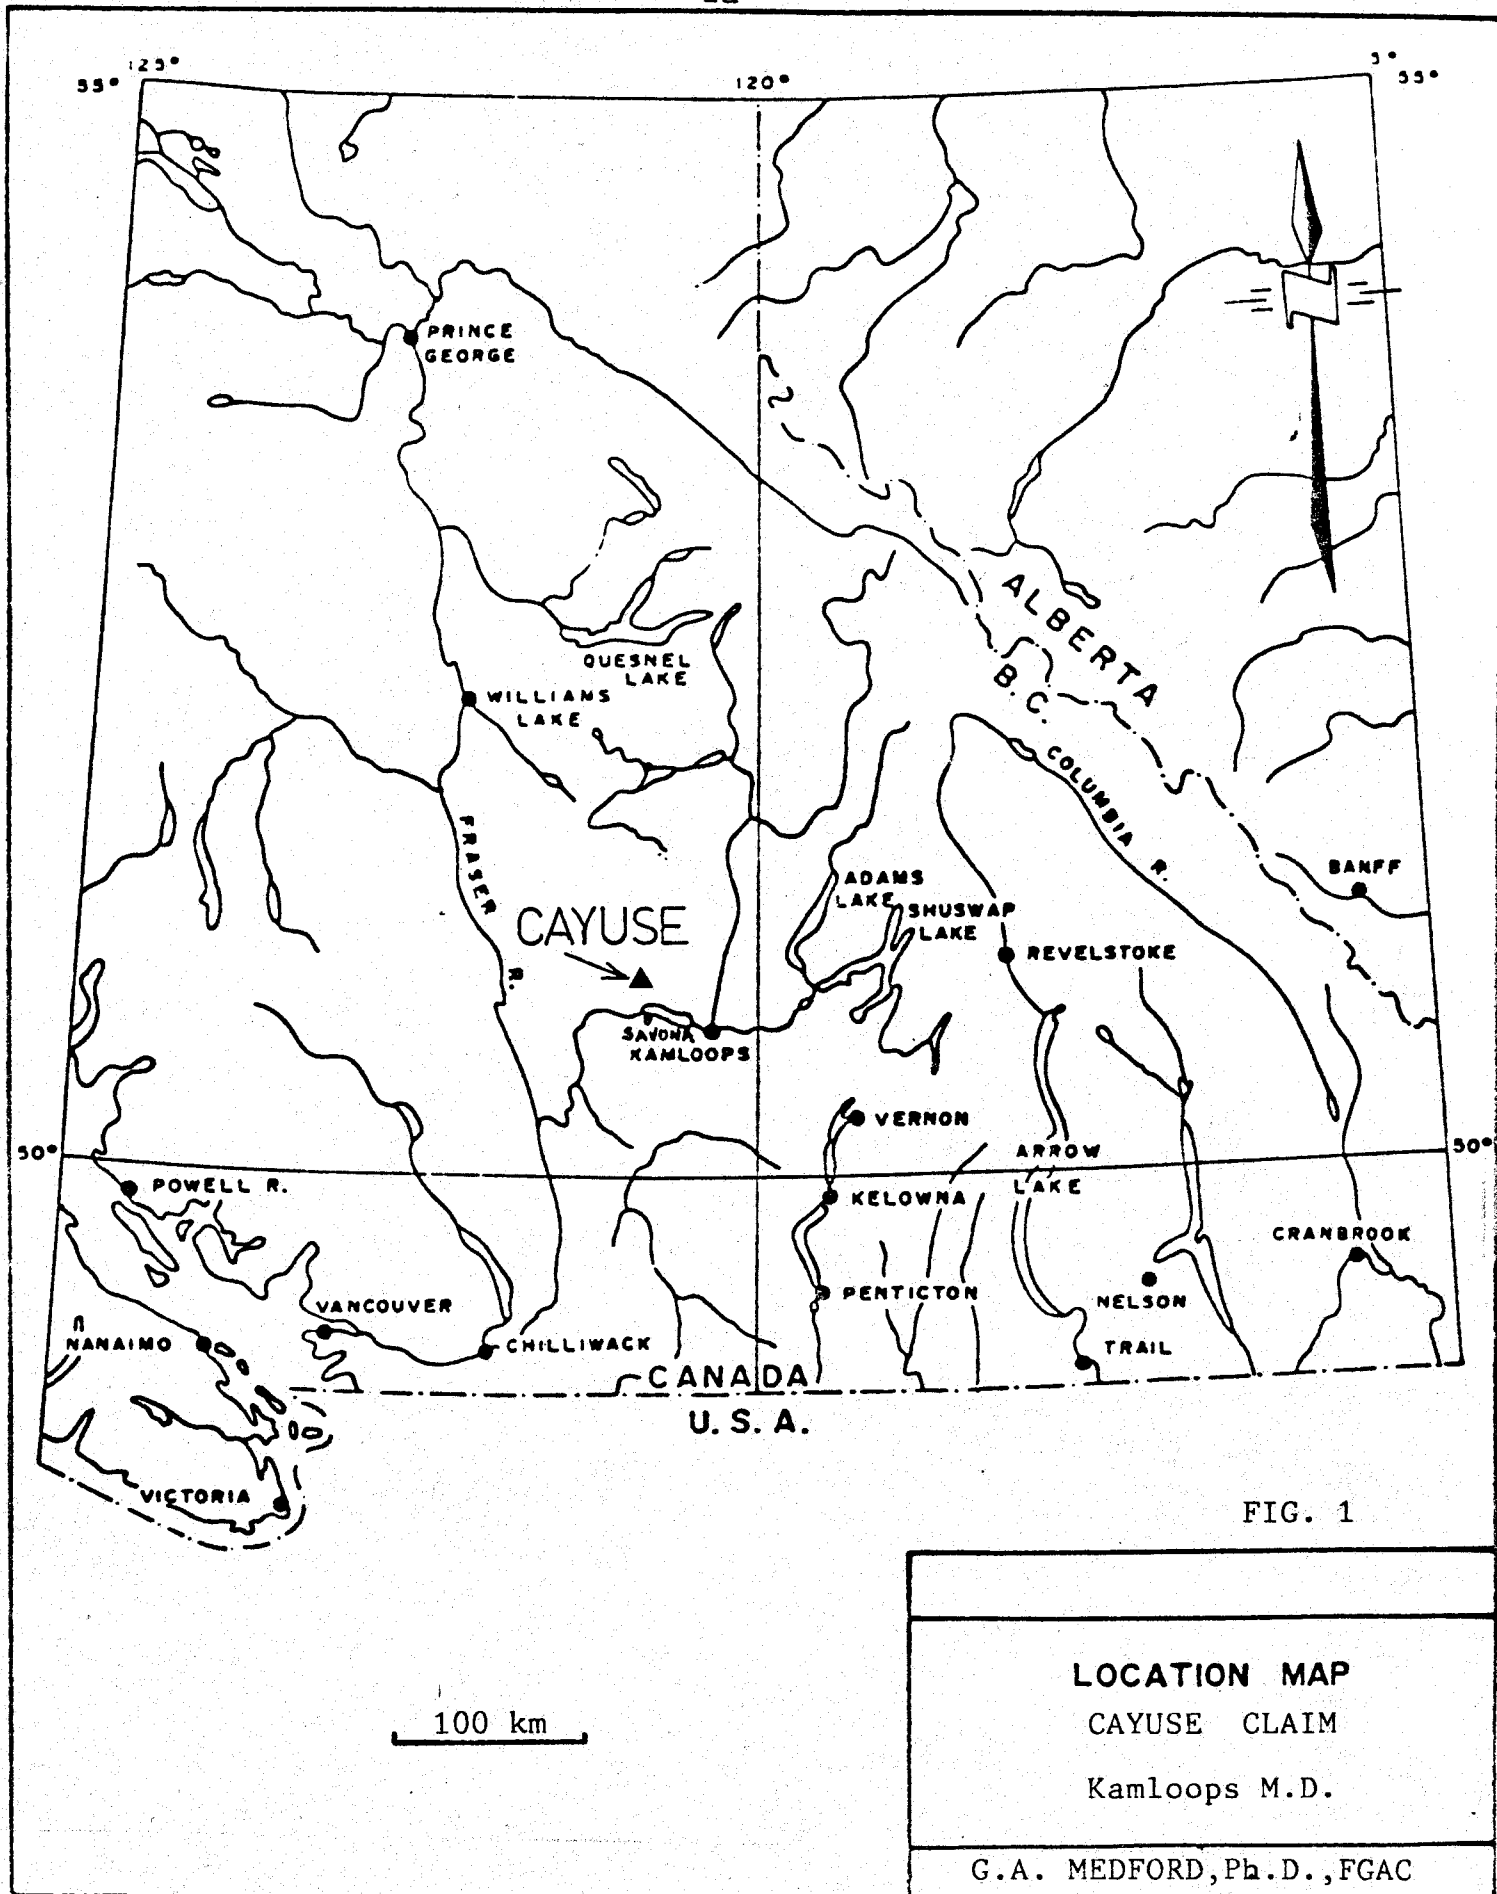 125°
55°
120°
5°
55°
PRINCE
GEORGE
ALBERTA
B.C.
QUESNEL
LAKE
WILLIAMS
LAKE
COLUMBIA R.
FRASER R.
BANFF
ADAMS
LAKE
SHUSWAP
LAKE
CAYUSE
REVELSTOKE
SAVONA
KAMLOOPS
VERNON
50°
ARROW
LAKE
50°
POWELL R.
KELOWNA
CRANBROOK
PENTICTON
NELSON
VANCOUVER
NANAIMO
CHILLIWACK
TRAIL
CANADA
U.S.A.
VICTORIA
FIG. 1
100 km
LOCATION MAP
CAYUSE CLAIM
Kamloops M.D.
G.A. MEDFORD,Ph.D.,FGAC